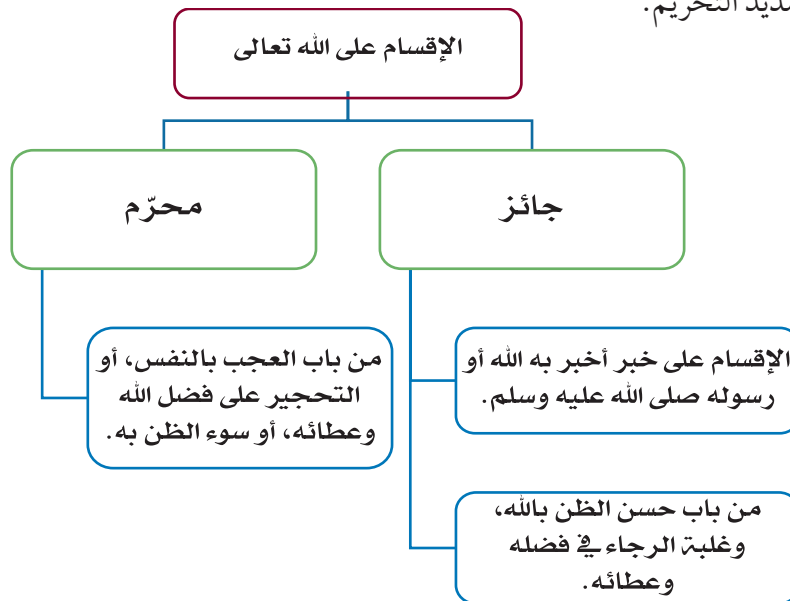 شديد التحريم.
الإقسام على الله تعالى
جائز
محرّم
الإقسام على خبر أخبر به الله أو
رسوله صلى الله عليه وسلم.
من باب حسن الظن بالله،
وغلبة الرجاء في فضله
وعطائه.
من باب العجب بالنفس، أو
التحجير على فضل الله
وعطائه، أو سوء الظن به.